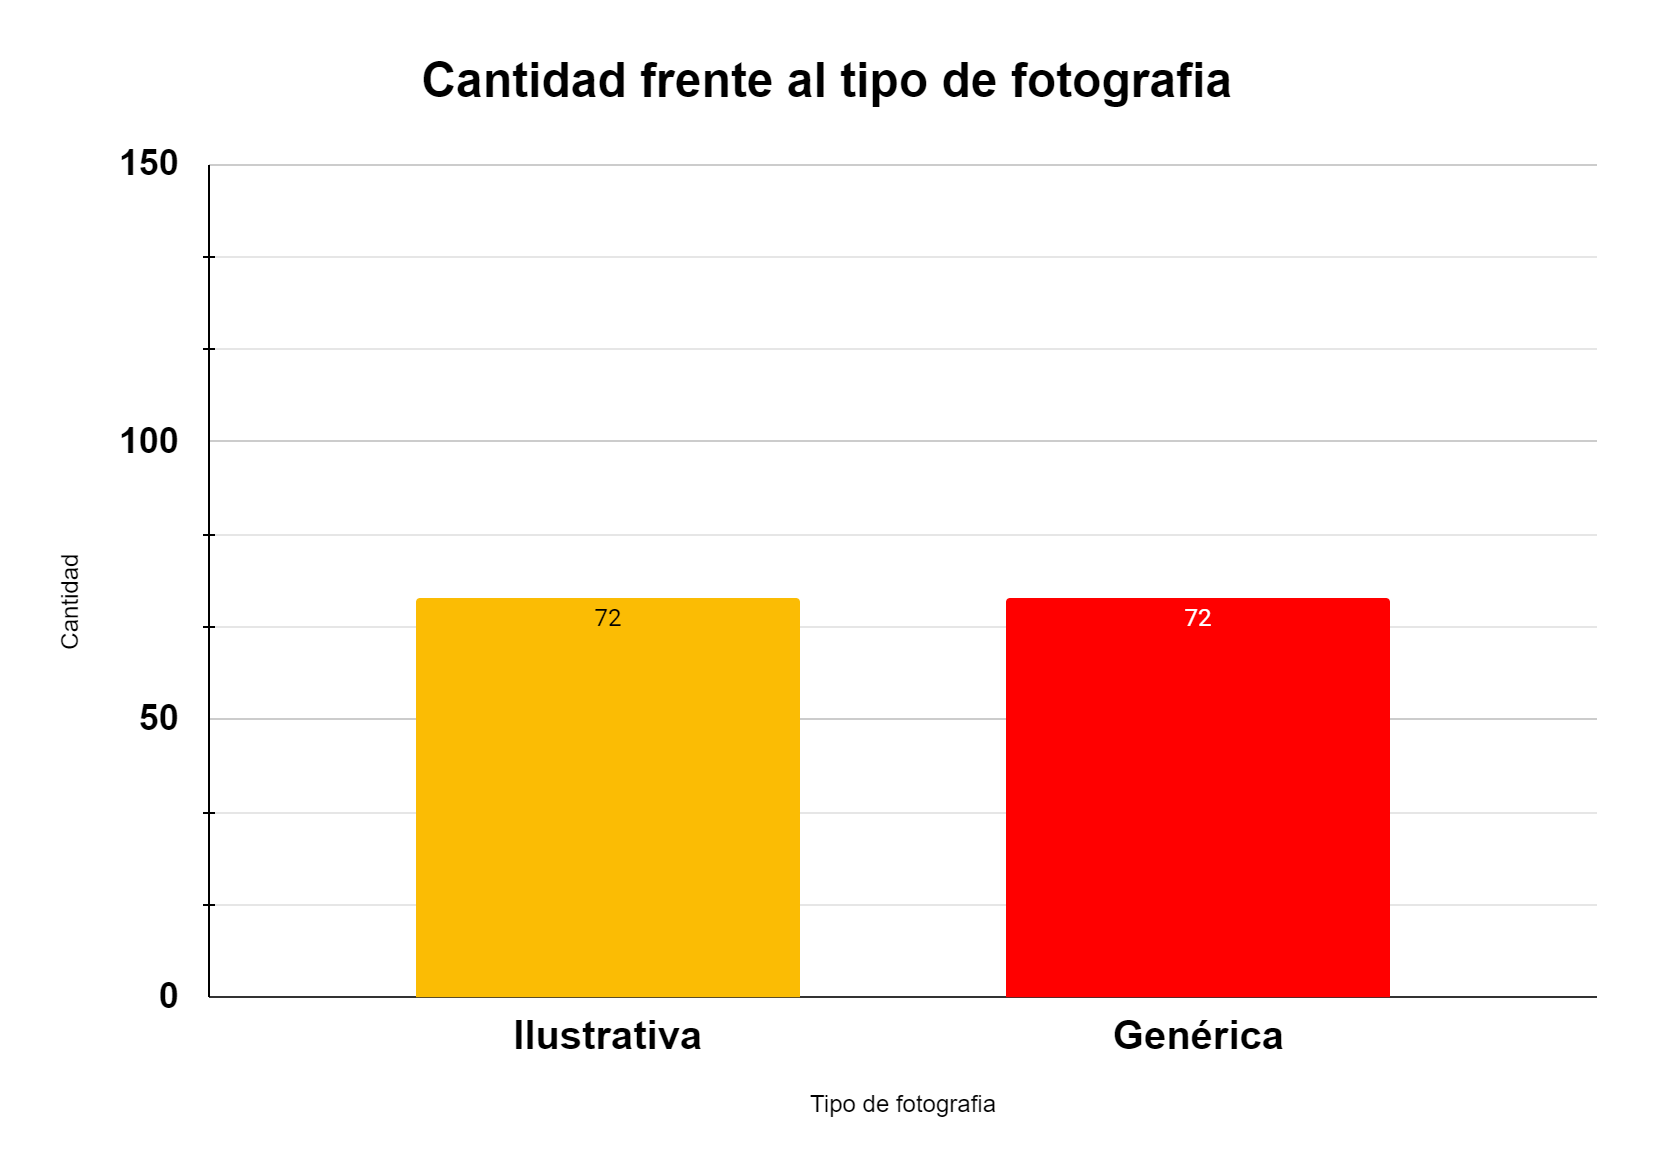 Cantidad frente al tipo de fotografia
150
100
50
0
Cantidad
72
72
Ilustrativa
Genérica
Tipo de fotografia